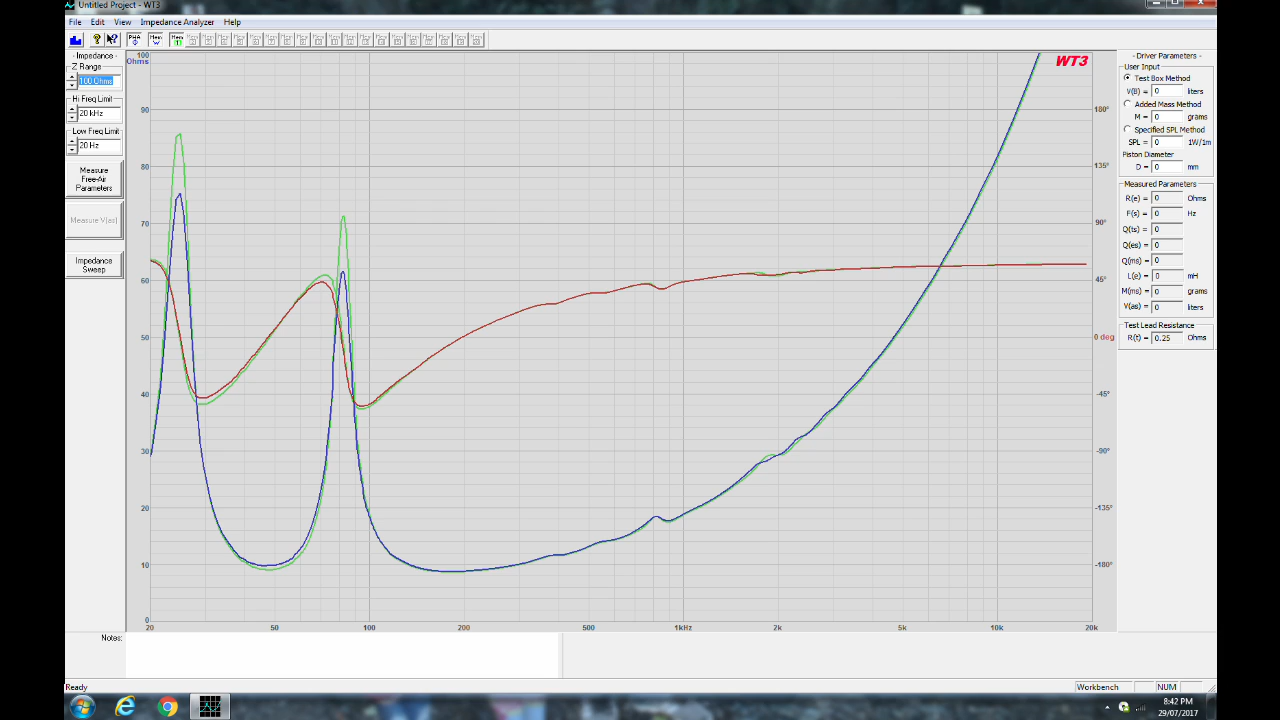 Untitled Project - WT3
File Edit View Impedance Analyzer Help
PHA Mem Mem
- Impedance -
Z Range
100 Ohms
Hi Freq Limit
20 kHz
Low Freq Limit
20 Hz
Measure
Free-Air
Parameters
Measure V(as)
Impedance
Sweep
100
Ohms
90
80
70
60
50
40
30
20
10
0
WT3
180°
135°
90°
45°
0 deg
-45°
-90°
-135°
-180°
20 50 100 200 500 1kHz 2k 5k 10k 20k
- Driver Parameters -
User Input
Test Box Method
V(B) = 0 liters
Added Mass Method
M = 0 grams
Specified SPL Method
SPL = 0 1W/1m
Piston Diameter
D = 0 mm
Measured Parameters
R(e) = 0 Ohms
F(s) = 0 Hz
Q(ts) = 0
Q(es) = 0
Q(ms) = 0
L(e) = 0 mH
M(ms) = 0 grams
V(as) = 0 liters
Test Lead Resistance
R(t) = 0.25 Ohms
Notes:
Ready
Workbench NUM
8:42 PM
29/07/2017